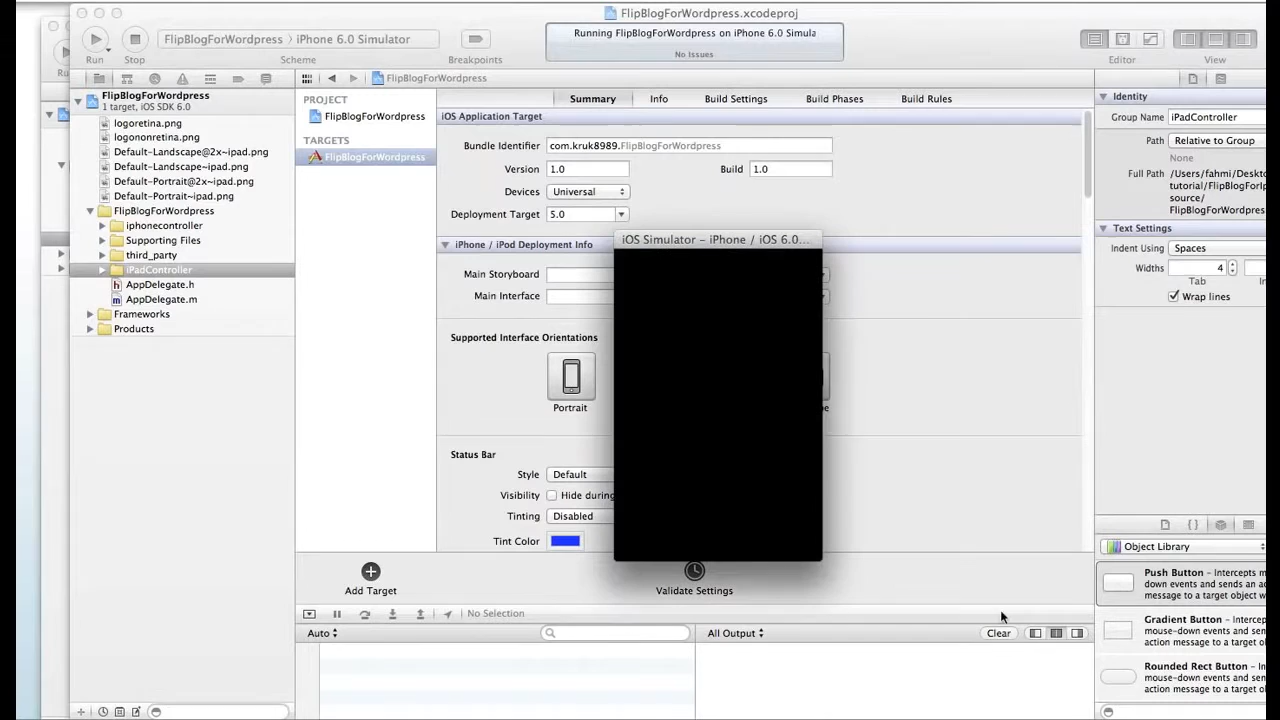 FlipBlogForWordpress.xcodeproj
Running FlipBlogForWordpress on iPhone 6.0 Simula
No Issues
FlipBlogForWordpress › iPhone 6.0 Simulator
Run
Stop
Scheme
Breakpoints
Editor
View
FlipBlogForWordpress
1 target, iOS SDK 6.0
logoretina.png
logononretina.png
Default-Landscape@2x~ipad.png
Default-Landscape~ipad.png
Default-Portrait@2x~ipad.png
Default-Portrait~ipad.png
FlipBlogForWordpress
iphonecontroller
Supporting Files
third_party
iPadController
AppDelegate.h
AppDelegate.m
Frameworks
Products
FlipBlogForWordpress
PROJECT
FlipBlogForWordpress
TARGETS
FlipBlogForWordpress
Summary
Info
Build Settings
Build Phases
Build Rules
iOS Application Target
Bundle Identifier com.kruk8989.FlipBlogForWordpress
Version 1.0 Build 1.0
Devices Universal
Deployment Target 5.0
iPhone / iPod Deployment Info
iOS Simulator – iPhone / iOS 6.0...
Main Storyboard
Main Interface
Supported Interface Orientations
Portrait
Status Bar
Style Default
Visibility Hide during
Tinting Disabled
Tint Color
Add Target
Validate Settings
No Selection
Auto
All Output
Clear
Identity
Group Name iPadController
Path Relative to Group
None
Full Path /Users/fahmi/Deskto
tutorial/FlipBlogForIp
source/
FlipBlogForWordpress
Text Settings
Indent Using Spaces
Widths 4
Tab
Wrap lines
Object Library
Push Button – Intercepts m
down events and sends an ac
message to a target object w
Gradient Button – Intercep
mouse-down events and sen
action message to a target o
Rounded Rect Button –
mouse-down events and sen
action message to a target ob